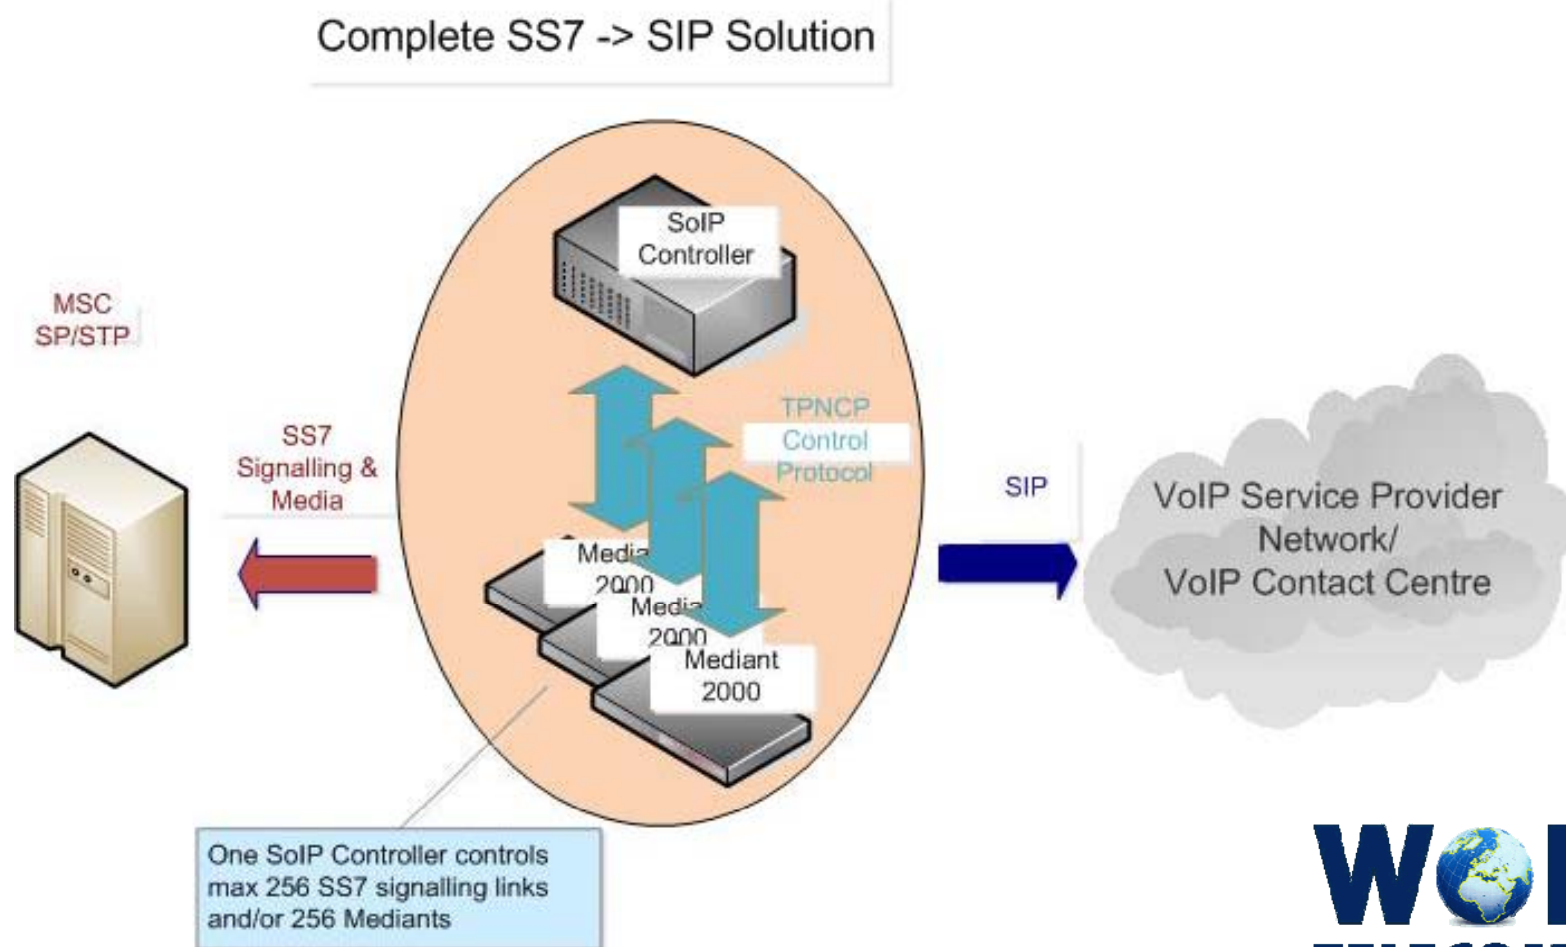 Complete SS7 -> SIP Solution
SoIP
Controller
MSC
SP/STP
SS7
Signalling &
Media
TPNCP
Control
Protocol
SIP
VoIP Service Provider
Network/
VoIP Contact Centre
2000
2000
Mediant
2000
One SoIP Controller controls
max 256 SS7 signalling links
and/or 256 Mediants